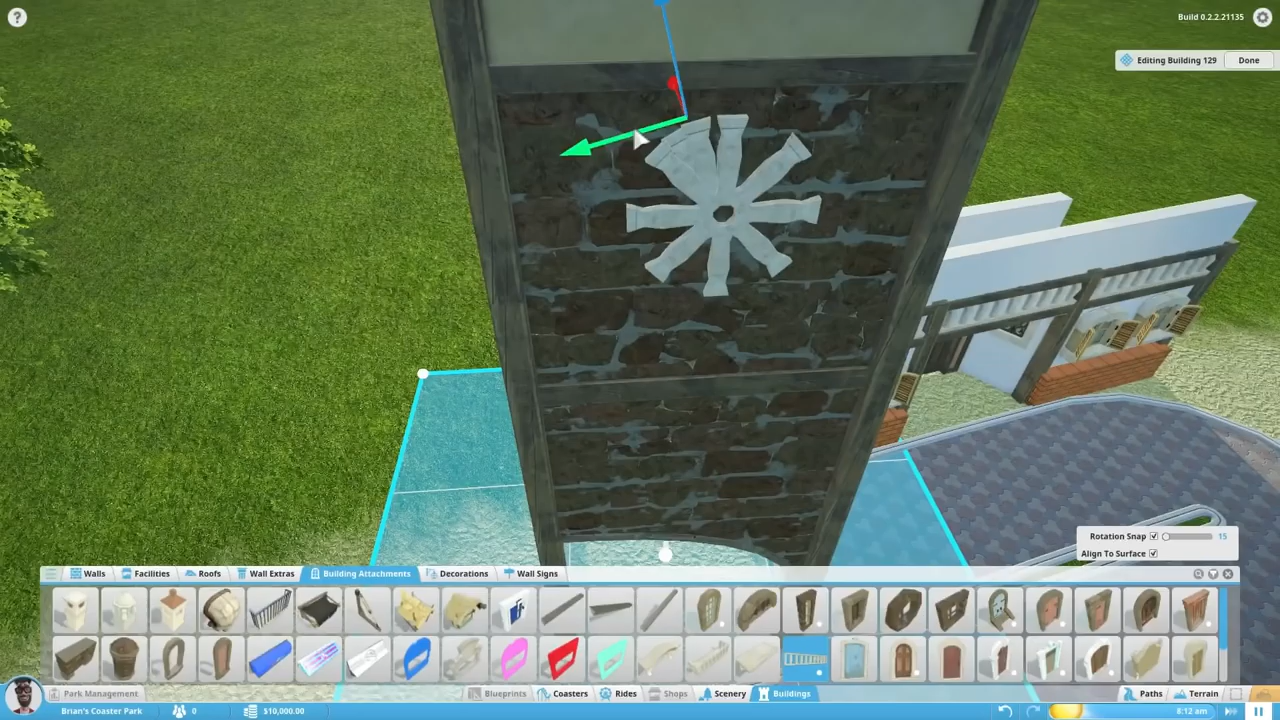 ?
Build 0.2.2.21135
Editing Building 129
Done
Rotation Snap 15
Align To Surface
Walls Facilities Roofs Wall Extras Building Attachments Decorations Wall Signs
Park Management Blueprints Coasters Rides Shops Scenery Buildings Paths Terrain
Brian's Coaster Park 0 $10,000.00 8:12 am